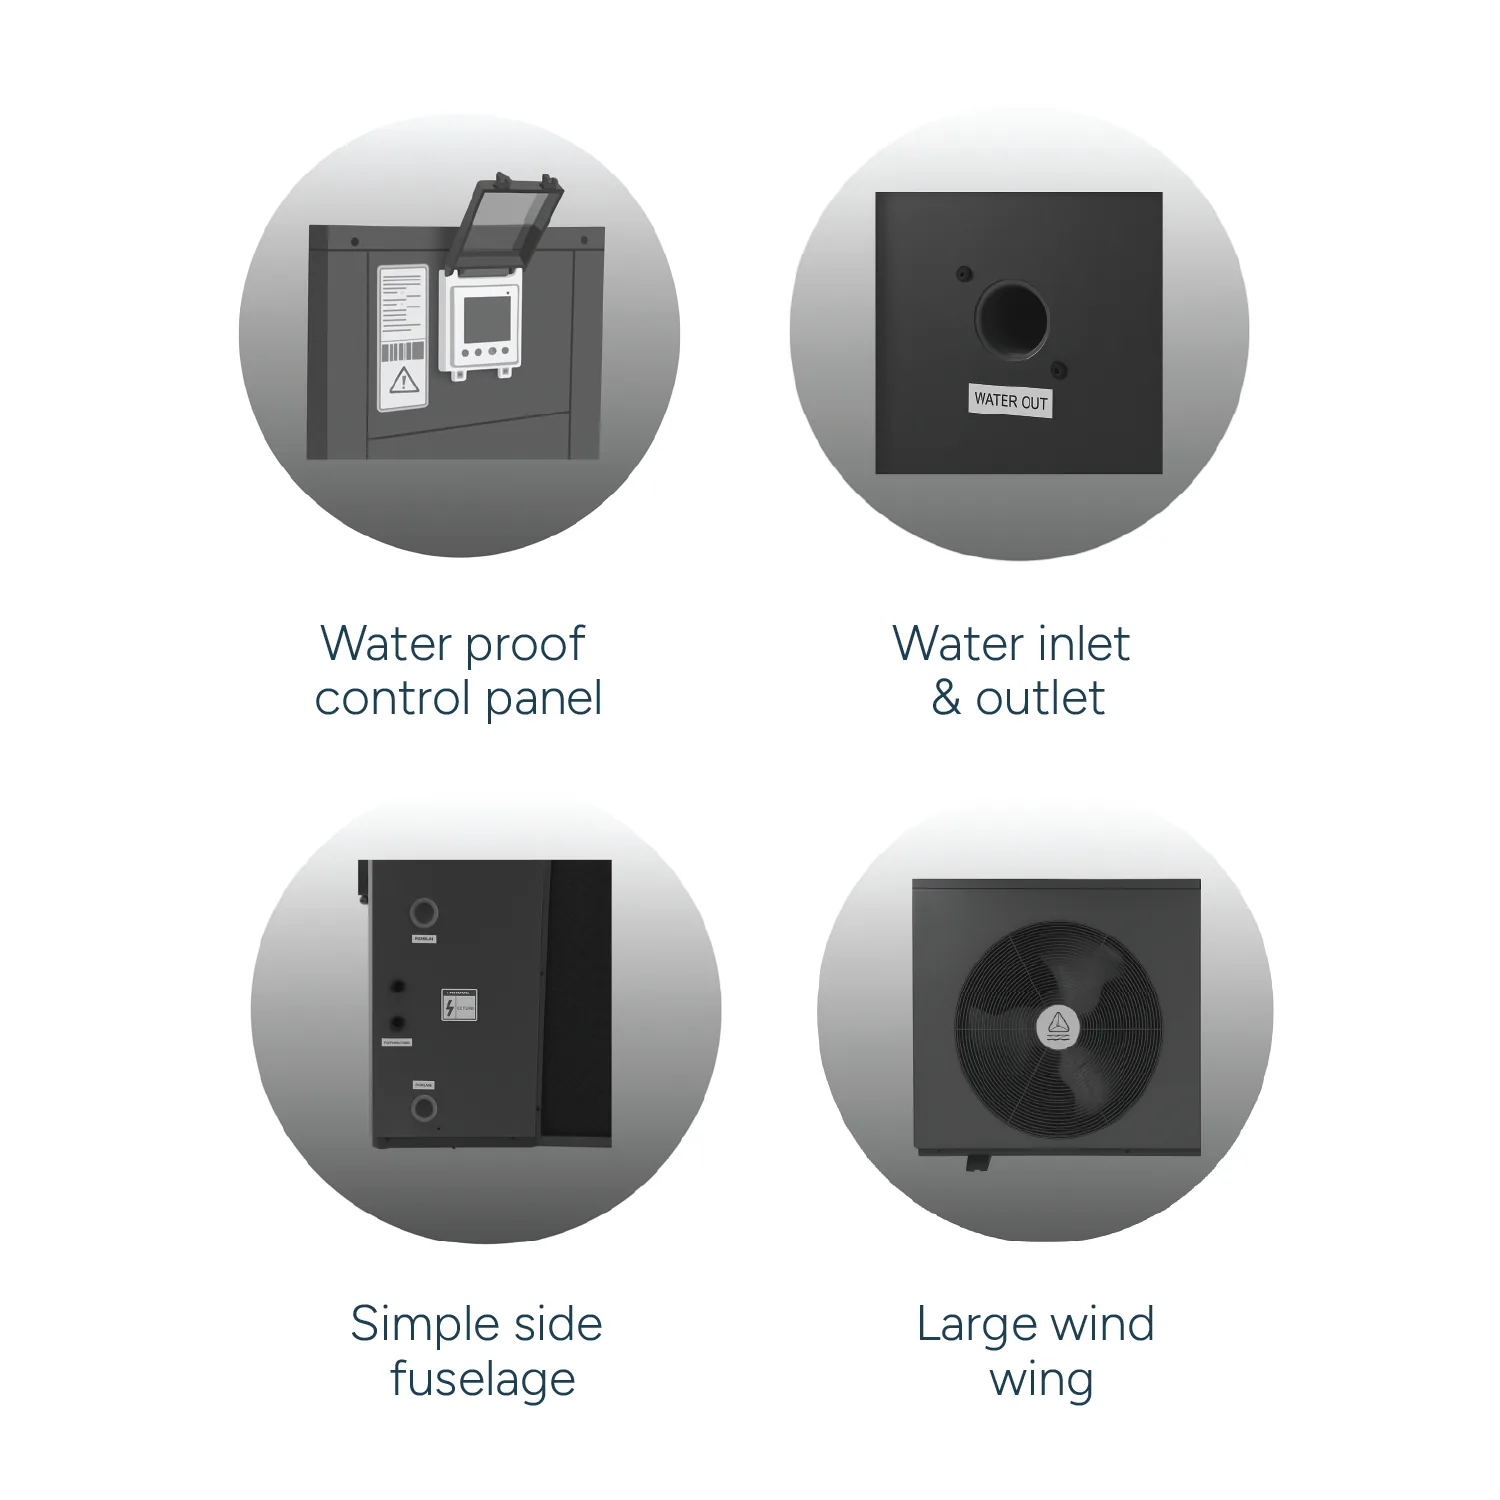 WATER OUT
Water proof
control panel
Water inlet
& outlet
Simple side
fuselage
Large wind
wing